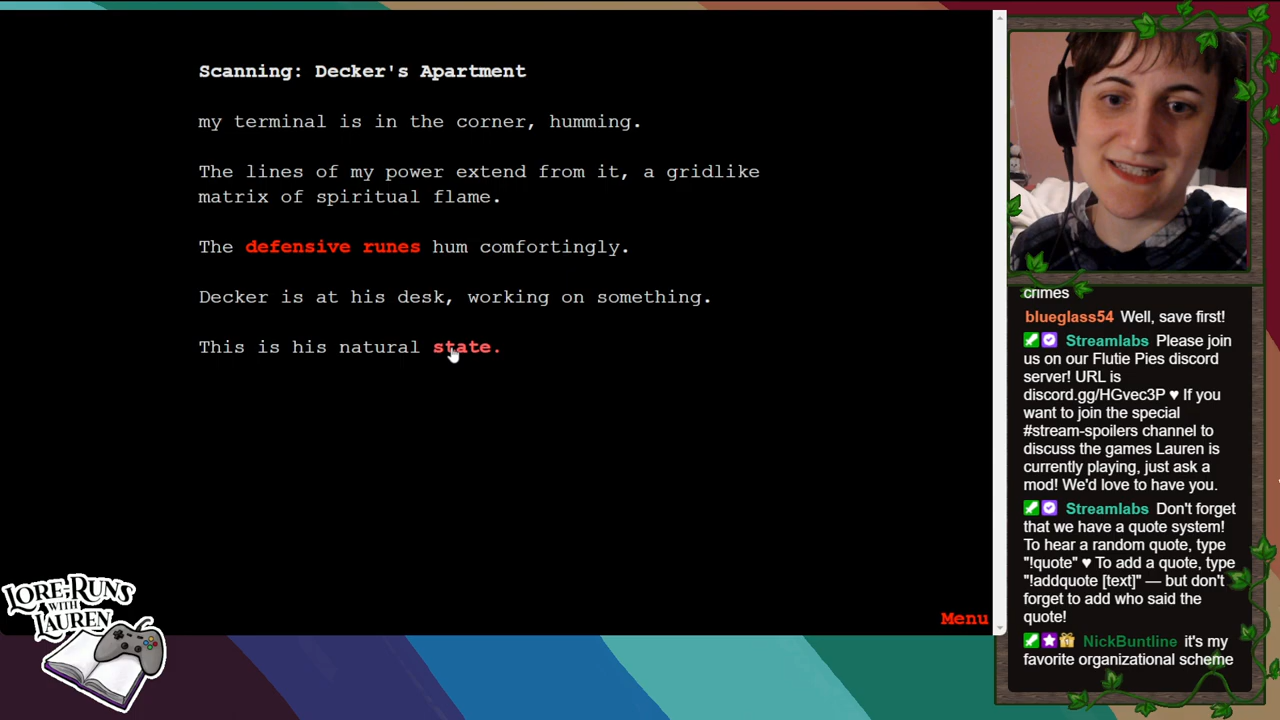 Scanning: Decker's Apartment
my terminal is in the corner, humming.
The lines of my power extend from it, a gridlike
matrix of spiritual flame.
The defensive runes hum comfortingly.
Decker is at his desk, working on something.
This is his natural state.
Menu
LORE-RUNS
WITH
LAUREN
crimes
blueglass54 Well, save first!
Streamlabs Please join
us on our Flutie Pies discord
server! URL is
discord.gg/HGvec3P ♥ If you
want to join the special
#stream-spoilers channel to
discuss the games Lauren is
currently playing, just ask a
mod! We'd love to have you.
Streamlabs Don't forget
that we have a quote system!
To hear a random quote, type
"!quote" ♥ To add a quote, type
"!addquote [text]" — but don't
forget to add who said the
quote!
NickBuntline it's my
favorite organizational scheme